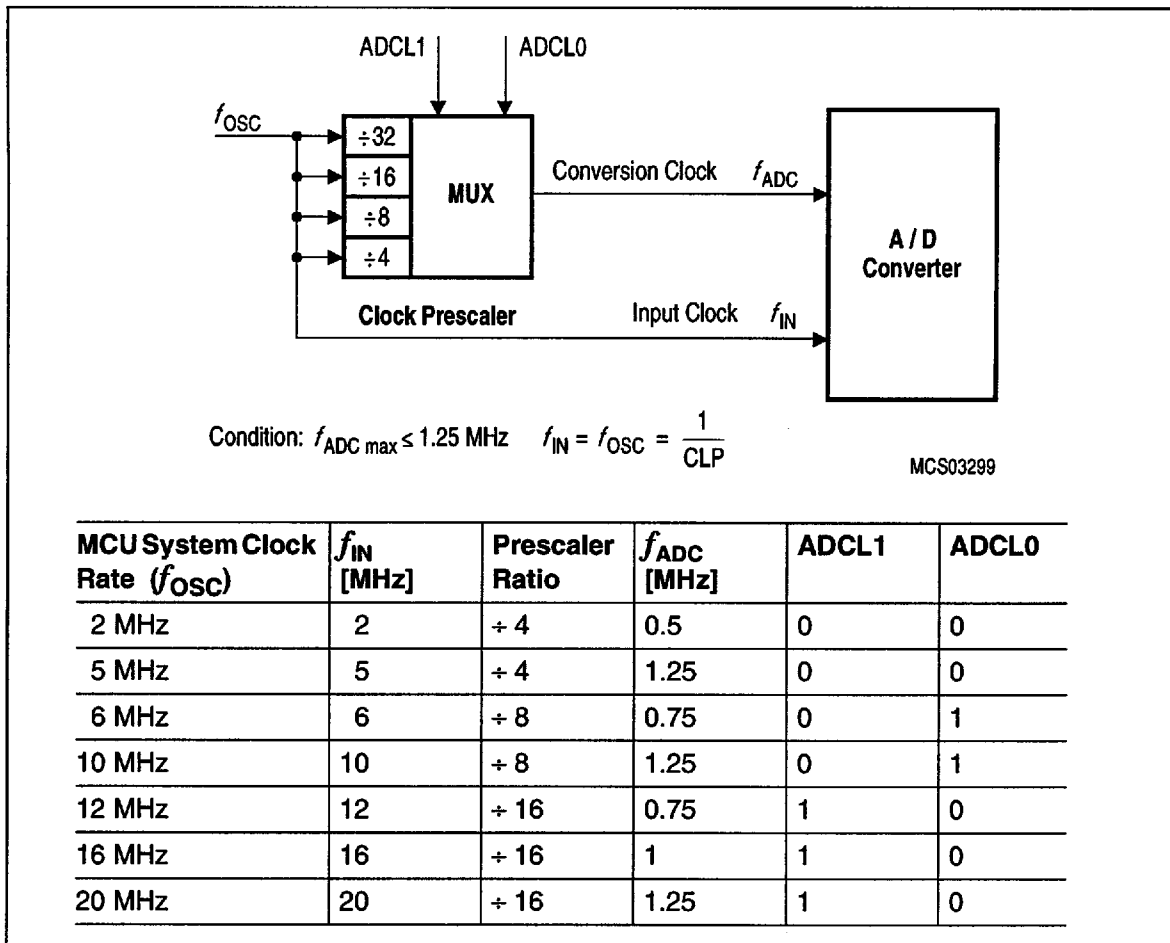 ADCL1 ADCL0
fOSC
÷32
÷16
÷8
÷4
MUX
Conversion Clock fADC
A / D
Converter
Clock Prescaler
Input Clock fIN
Condition: fADC max ≤ 1.25 MHz fIN = fOSC = 1/CLP
MCS03299
MCU System Clock Rate (fOSC) | fIN [MHz] | Prescaler Ratio | fADC [MHz] | ADCL1 | ADCL0
2 MHz | 2 | ÷ 4 | 0.5 | 0 | 0
5 MHz | 5 | ÷ 4 | 1.25 | 0 | 0
6 MHz | 6 | ÷ 8 | 0.75 | 0 | 1
10 MHz | 10 | ÷ 8 | 1.25 | 0 | 1
12 MHz | 12 | ÷ 16 | 0.75 | 1 | 0
16 MHz | 16 | ÷ 16 | 1 | 1 | 0
20 MHz | 20 | ÷ 16 | 1.25 | 1 | 0